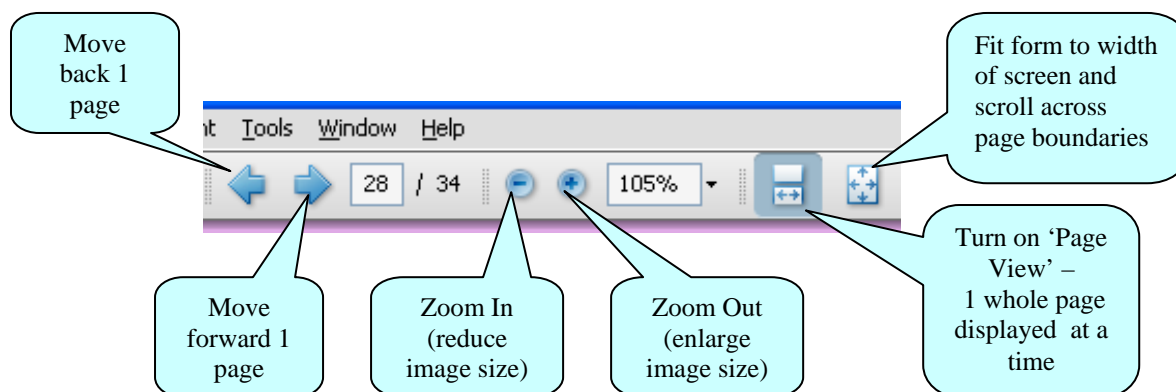 Move
back 1
page
Fit form to width
of screen and
scroll across
page boundaries
nt Tools Window Help
28 / 34 105%
Move
forward 1
page
Zoom In
(reduce
image size)
Zoom Out
(enlarge
image size)
Turn on ‘Page
View’ –
1 whole page
displayed at a
time